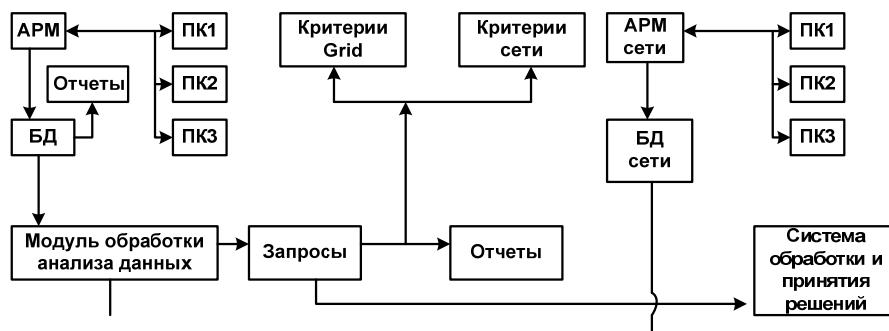 АРМ
ПК1
Отчеты
ПК2
БД
ПК3
Критерии
Grid
Критерии
сети
АРМ
сети
ПК1
ПК2
БД
сети
ПК3
Модуль обработки
анализа данных
Запросы
Отчеты
Система
обработки и
принятия
решений